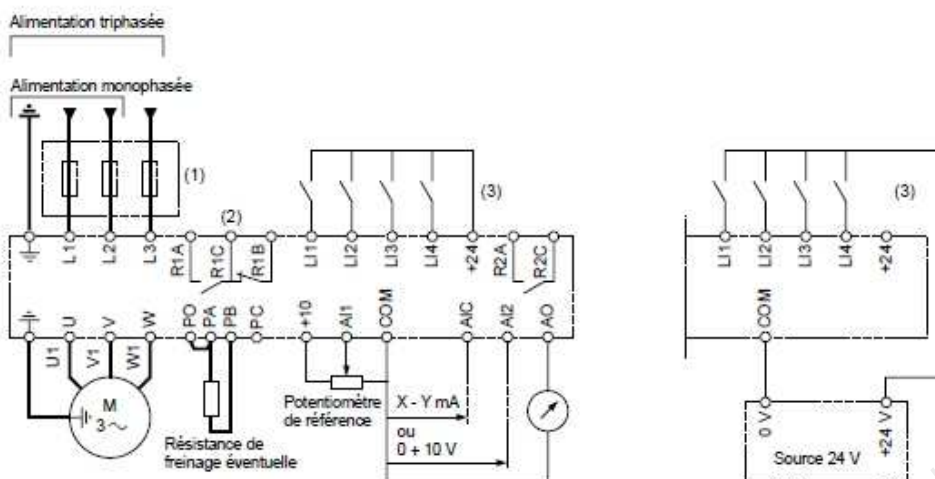 Alimentation triphasée
Alimentation monophasée
(1)
(2)
(3)
(3)
L1 L2 L3 R1A R1C R1B LI1 LI2 LI3 LI4 +24 R2A R2C
LI1 LI2 LI3 LI4 +24
U V W PO PA PB PC +10 AI1 COM AIC AI2 AO
COM
U1 V1 W1
M
3~
Potentiomètre
de référence
X - Y mA
ou
0 + 10 V
Résistance de
freinage éventuelle
0 V +24 V
Source 24 V